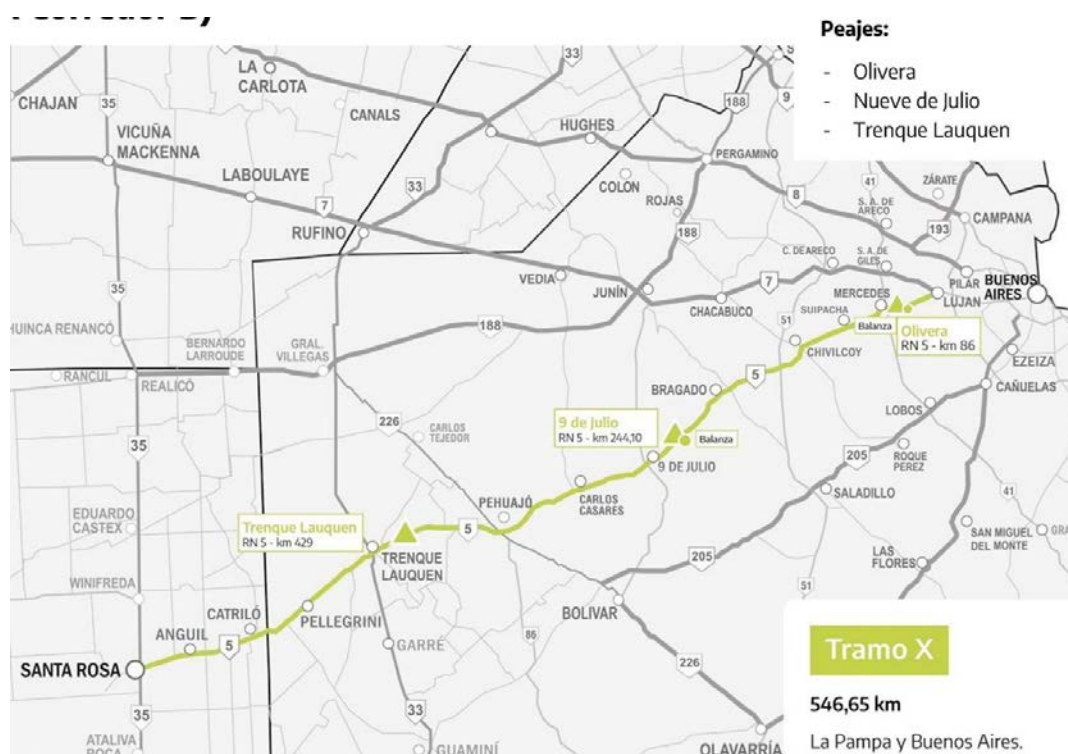 Peajes:
- Olivera
- Nueve de Julio
- Trenque Lauquen
LA
CARLOTA
33
9
CHAJAN
35
CANALS
188
VICUÑA
MACKENNA
HUGHES
PERGAMINO
LABOULAYE
33
COLON
41
ZÁRATE
7
ROJAS
8
S. A. DE
ARECO
CAMPANA
RUFINO
188
193
C. DE ARECO
S. A. DE
GILES
VEDIA
7
PILAR
BUENOS
AIRES
35
JUNÍN
MERCEDES
LUJAN
CHACABUCO
SUIPACHA
51
Balanza
Olivera
RN 5 - km 86
HUINCA RENANCÓ
188
BERNARDO
LARROUDE
GRAL.
VILLEGAS
CHIVILCOY
EZEIZA
RANCUL
REALICÓ
5
CAÑUELAS
BRAGADO
LOBOS
226
9 de Julio
RN 5 - km 244,10
Balanza
CARLOS
TEJEDOR
35
205
ROQUE
PEREZ
9 DE JULIO
CARLOS
CASARES
SALADILLO
41
PEHUAJÓ
EDUARDO
CASTEX
Trenque Lauquen
RN 5 - km 429
5
SAN MIGUEL
DEL MONTE
TRENQUE
LAUQUEN
205
LAS
FLORES
WINIFREDA
51
BOLIVAR
CATRILÓ
PELLEGRINI
ANGUIL
5
86
GARRÉ
Tramo X
SANTA ROSA
226
546,65 km
35
33
La Pampa y Buenos Aires.
ATALIVA
ROCA
GUAMINÍ
OLAVARRÍA